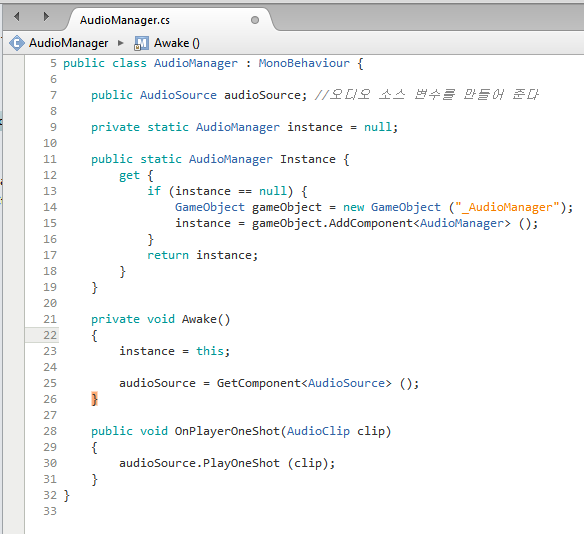 AudioManager.cs
AudioManager ▸ Awake ()
5 public class AudioManager : MonoBehaviour {
6
7     public AudioSource audioSource; //오디오 소스 변수를 만들어 준다
8
9     private static AudioManager instance = null;
10
11     public static AudioManager Instance {
12         get {
13             if (instance == null) {
14                 GameObject gameObject = new GameObject ("_AudioManager");
15                 instance = gameObject.AddComponent<AudioManager> ();
16             }
17             return instance;
18         }
19     }
20
21     private void Awake()
22     {
23         instance = this;
24
25         audioSource = GetComponent<AudioSource> ();
26     }
27
28     public void OnPlayerOneShot(AudioClip clip)
29     {
30         audioSource.PlayOneShot (clip);
31     }
32 }
33